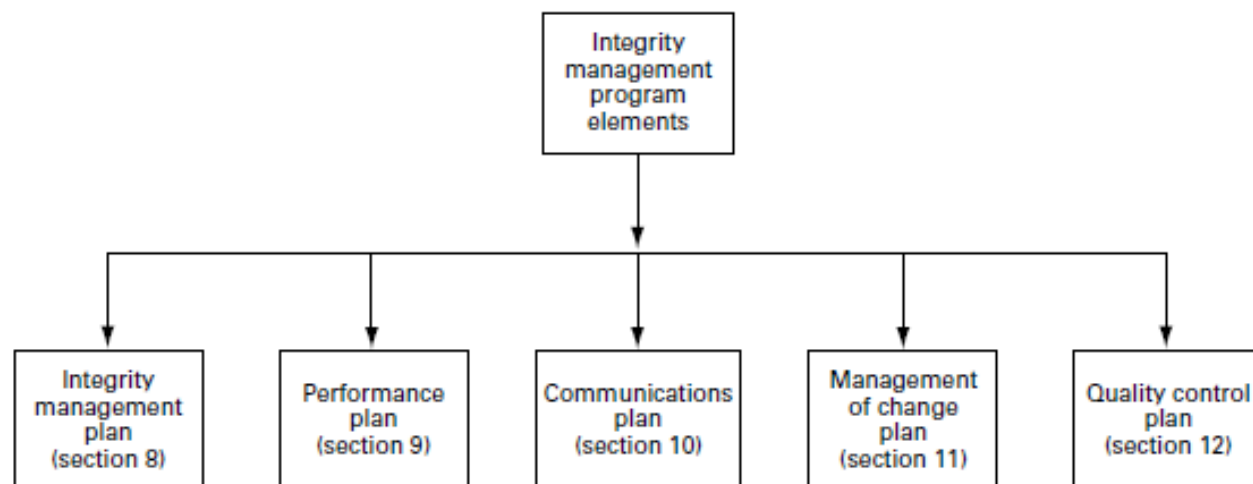 Integrity
management
program
elements
Integrity
management
plan
(section 8)
Performance
plan
(section 9)
Communications
plan
(section 10)
Management
of change
plan
(section 11)
Quality control
plan
(section 12)